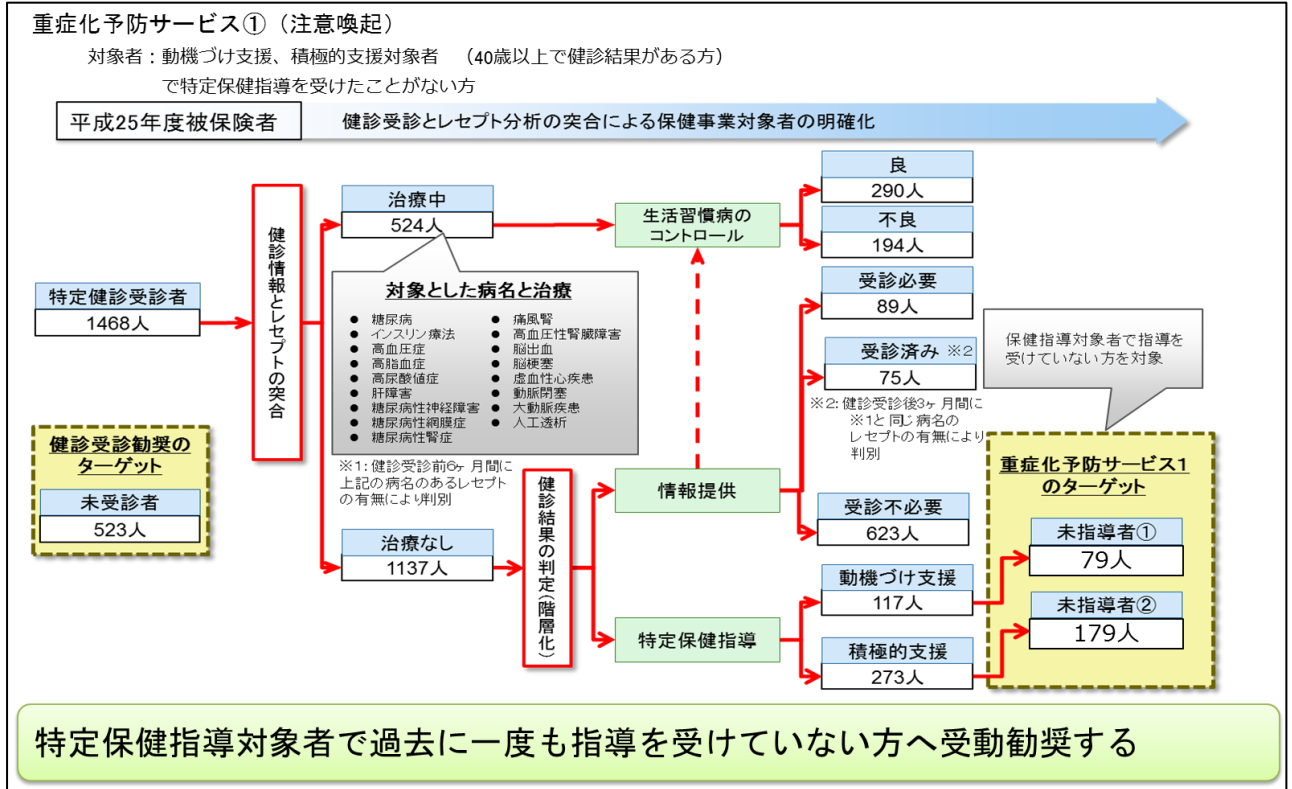 重症化予防サービス①（注意喚起）
対象者：動機づけ支援、積極的支援対象者　（40歳以上で健診結果がある方）
で特定保健指導を受けたことがない方
平成25年度被保険者
健診受診とレセプト分析の突合による保健事業対象者の明確化
特定健診受診者
1468人
健診受診勧奨の
ターゲット
未受診者
523人
健診情報とレセプトの突合
治療中
524人
対象とした病名と治療
● 糖尿病
● インスリン療法
● 高血圧症
● 高脂血症
● 高尿酸値症
● 肝障害
● 糖尿病性神経障害
● 糖尿病性網膜症
● 糖尿病性腎症
● 痛風腎
● 高血圧性腎臓障害
● 脳出血
● 脳梗塞
● 虚血性心疾患
● 動脈閉塞
● 大動脈疾患
● 人工透析
※1：健診受診前6ヶ月間に
上記の病名のあるレセプト
の有無により判別
治療なし
1137人
健診結果の判定（階層化）
生活習慣病の
コントロール
情報提供
特定保健指導
良
290人
不良
194人
受診必要
89人
受診済み ※2
75人
※2：健診受診後3ヶ月間に
※1と同じ病名の
レセプトの有無により
判別
受診不必要
623人
動機づけ支援
117人
積極的支援
273人
保健指導対象者で指導を
受けていない方を対象
重症化予防サービス1
のターゲット
未指導者①
79人
未指導者②
179人
特定保健指導対象者で過去に一度も指導を受けていない方へ受動勧奨する